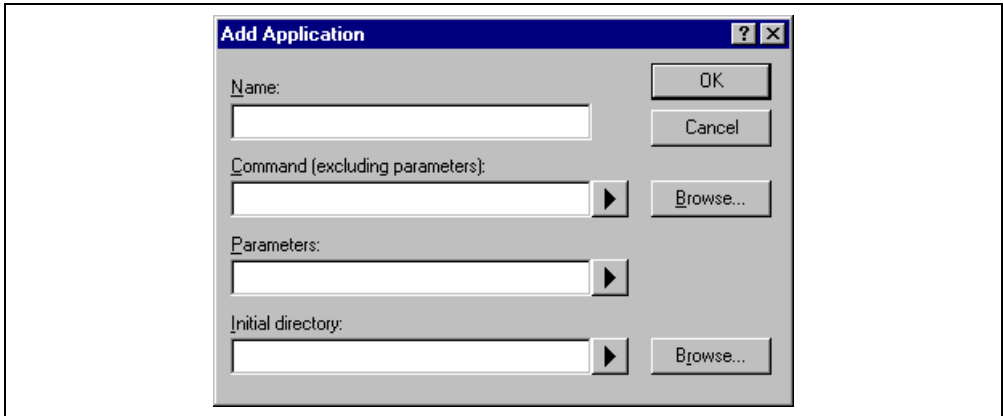 Add Application
?
Name:
OK
Cancel
Command (excluding parameters):
Browse...
Parameters:
Initial directory:
Browse...